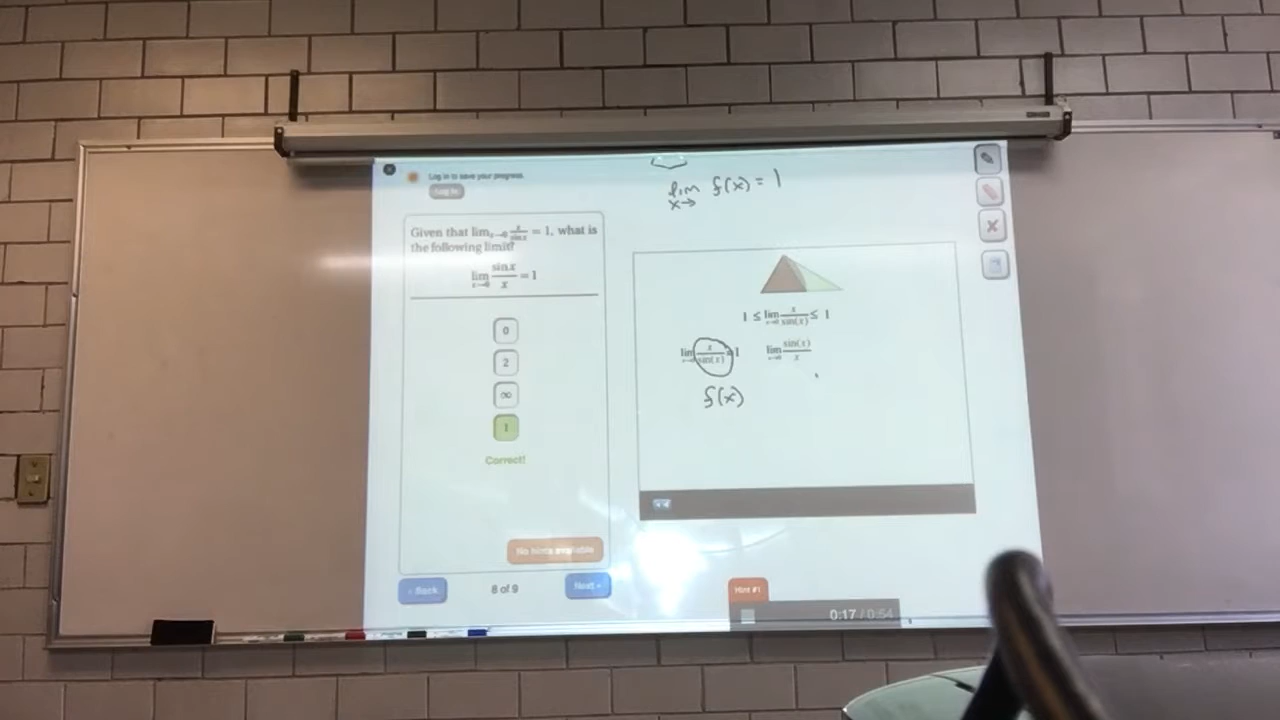 Log in to save your progress.
Log In
lim x→ f(x) = 1
Given that lim x→0 x/sin x = 1, what is
the following limit?
lim x→0 sin x/x = 1
0
2
∞
1
Correct!
No hints available
‹ Back
8 of 9
Next ›
1 ≤ lim x→0 x/sin(x) ≤ 1
lim x→0 x/sin(x) = 1
lim x→0 sin(x)/x
f(x)
Hint #1
0:17 / 0:54